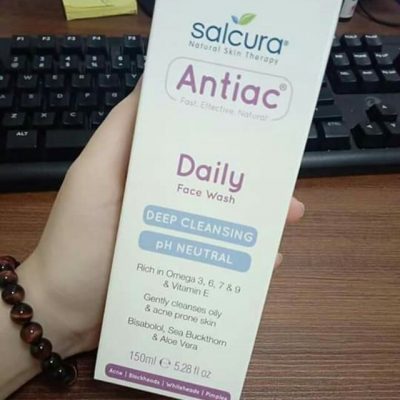 salcura®
Natural Skin Therapy
Antiac®
Fast. Effective. Natural
Daily
Face Wash
DEEP CLEANSING
pH NEUTRAL
Rich in Omega 3, 6, 7 & 9
& Vitamin E
Gently cleanses oily
& acne prone skin
Bisabolol, Sea Buckthorn
& Aloe Vera
150ml e 5.28 fl oz
Acne | Blackheads | Whiteheads | Pimples